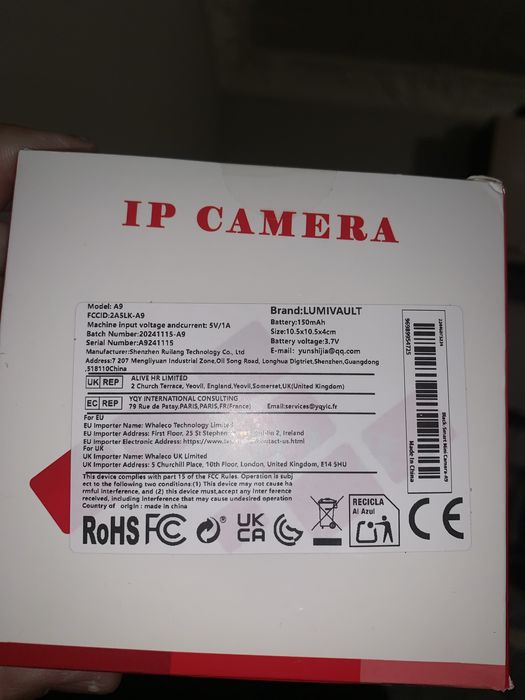 IP CAMERA
Model: A9
FCCID:2A5LK-A9
Machine input voltage andcurrent: 5V/1A
Batch Number:20241115-A9
Serial Number:A9241115
Brand:LUMIVAULT
Battery:150mAh
Size:10.5x10.5x4cm
Battery voltage:3.7V
E-mail: yunshijia@qq.com
Manufacturer:Shenzhen Ruilang Technology Co., Ltd
Address:7 207 Mengliyuan Industrial Zone,Oil Song Road, Longhua Digtriet,Shenzhen,Guangdong
,518110China
UK REP
ALIVE HR LIMITED
2 Church Terrace, Yeovil, England,Yeovil,Somerset,UK(United Kingdom)
EC REP
YQY INTERNATIONAL CONSULTING
79 Rue de Patay,PARIS,PARIS,FR(France) Email:services@yqyic.fr
For EU
EU Importer Name: Whaleco Technology Limited
EU Importer Address: First Floor, 25 St Stephen 2, Ireland
EU Importer Electronic Address: https://www. contact-us.html
For UK
UK Importer Name: Whaleco UK Limited
UK Importer Address: 5 Churchill Place, 10th Floor, London, United Kingdom, E14 5HU
This device complies with part 15 of the FCC Rules. Operation is subj
ect to the following two conditions:(1) This device may not cause ha
rmful interference, and (2) this device must,accept any interference
received, including interference that may cause undesired operation
Country of origin : made in china
RoHS FC UK CA
RECICLA
Al Azul
CE
96989954725
Black-Smart Mini Camera-A9
Made In China